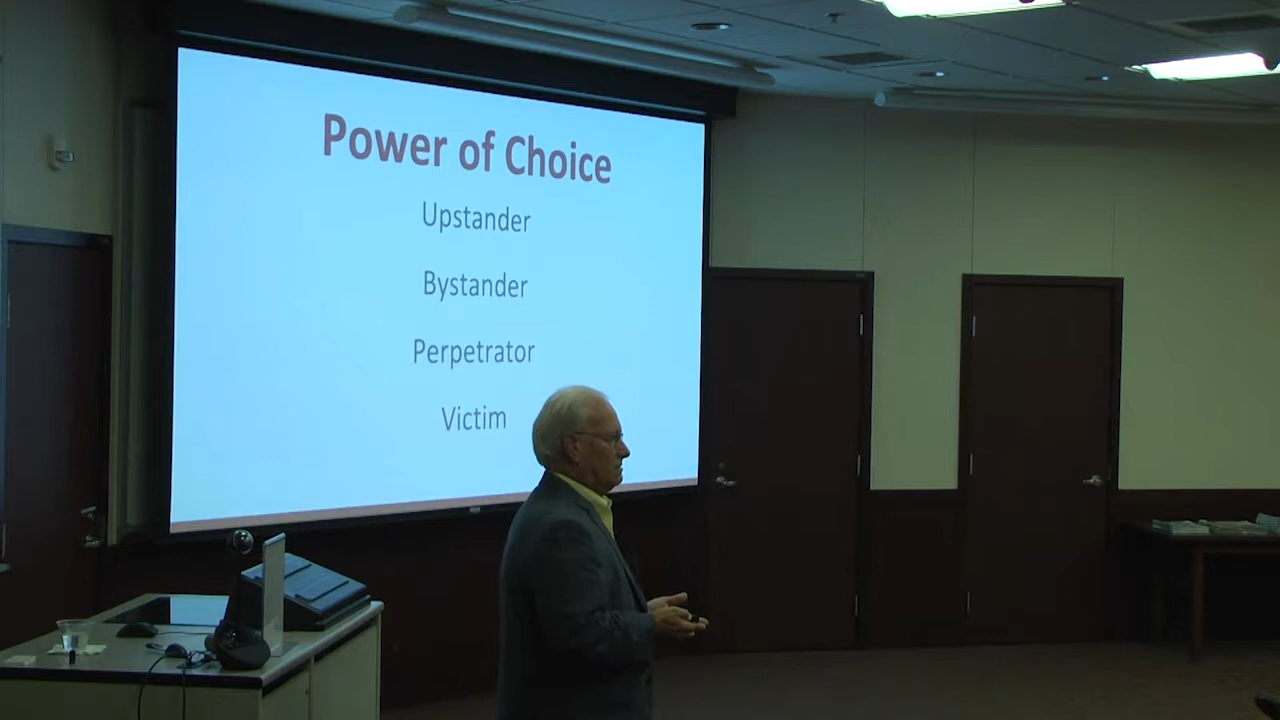 Power of Choice
Upstander
Bystander
Perpetrator
Victim